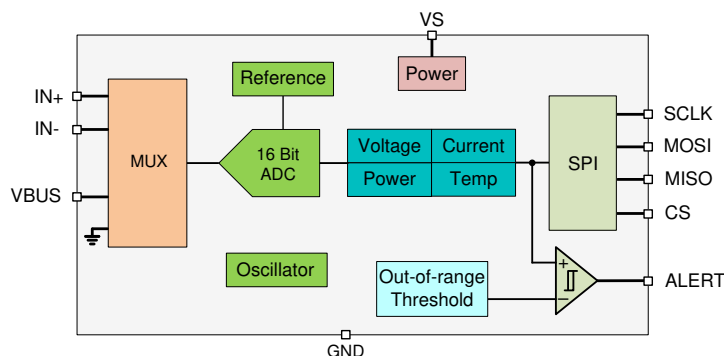 VS
Power
Reference
IN+
IN-
VBUS
MUX
16 Bit
ADC
Voltage
Current
Power
Temp
SPI
SCLK
MOSI
MISO
CS
Oscillator
Out-of-range
Threshold
+
−
ALERT
GND